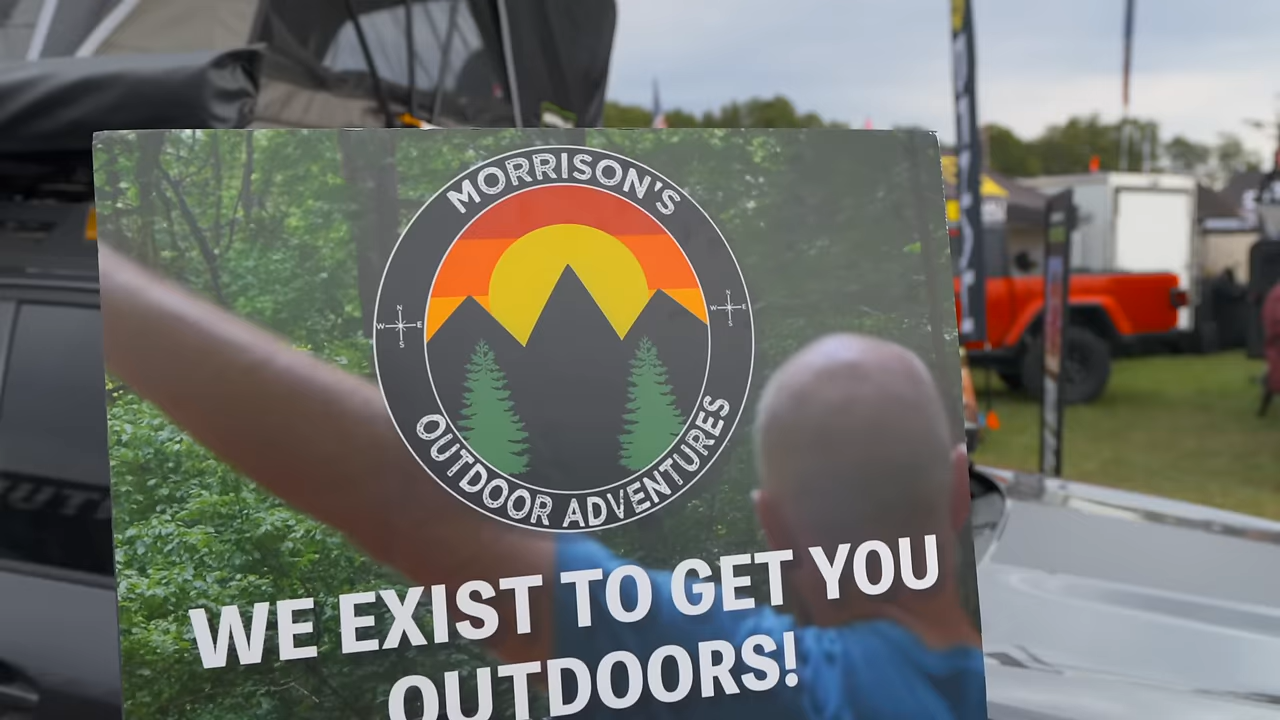 MORRISON'S
N
W E
S
N
W E
S
OUTDOOR ADVENTURES
WE EXIST TO GET YOU
OUTDOORS!